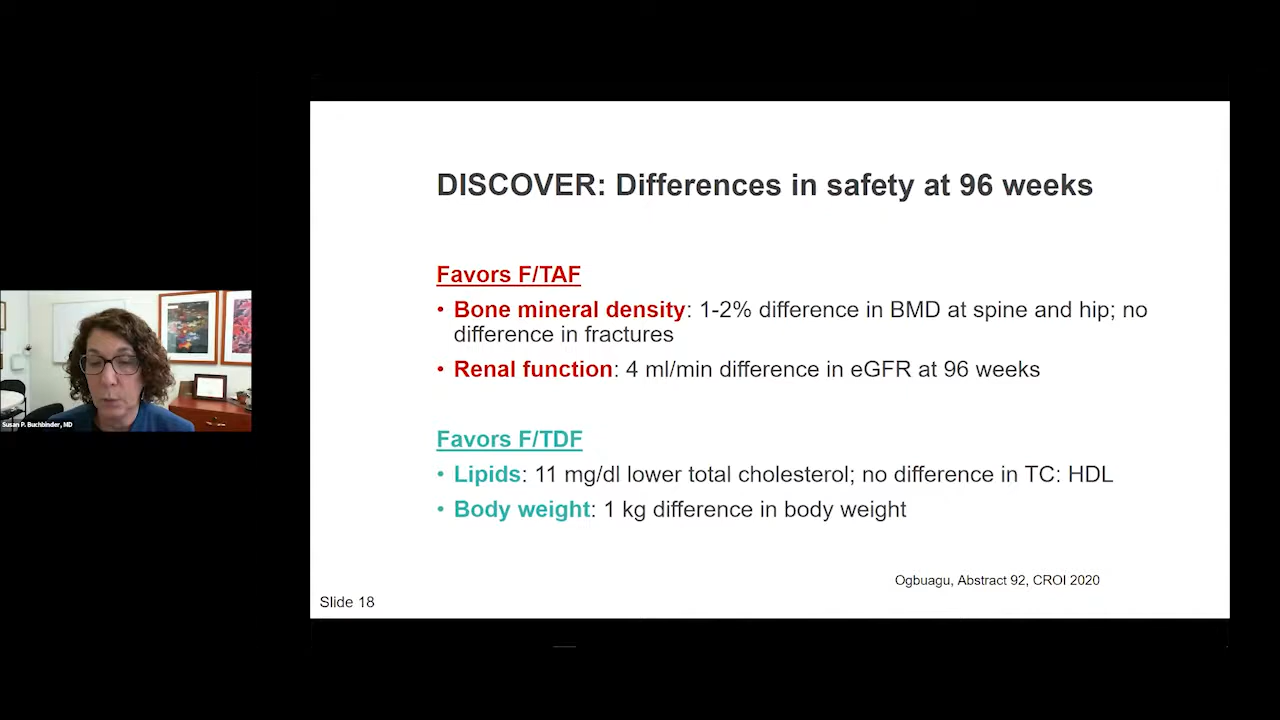 DISCOVER: Differences in safety at 96 weeks
Favors F/TAF
• Bone mineral density: 1-2% difference in BMD at spine and hip; no
difference in fractures
• Renal function: 4 ml/min difference in eGFR at 96 weeks
Favors F/TDF
• Lipids: 11 mg/dl lower total cholesterol; no difference in TC: HDL
• Body weight: 1 kg difference in body weight
Ogbuagu, Abstract 92, CROI 2020
Slide 18
Susan P. Buchbinder, MD